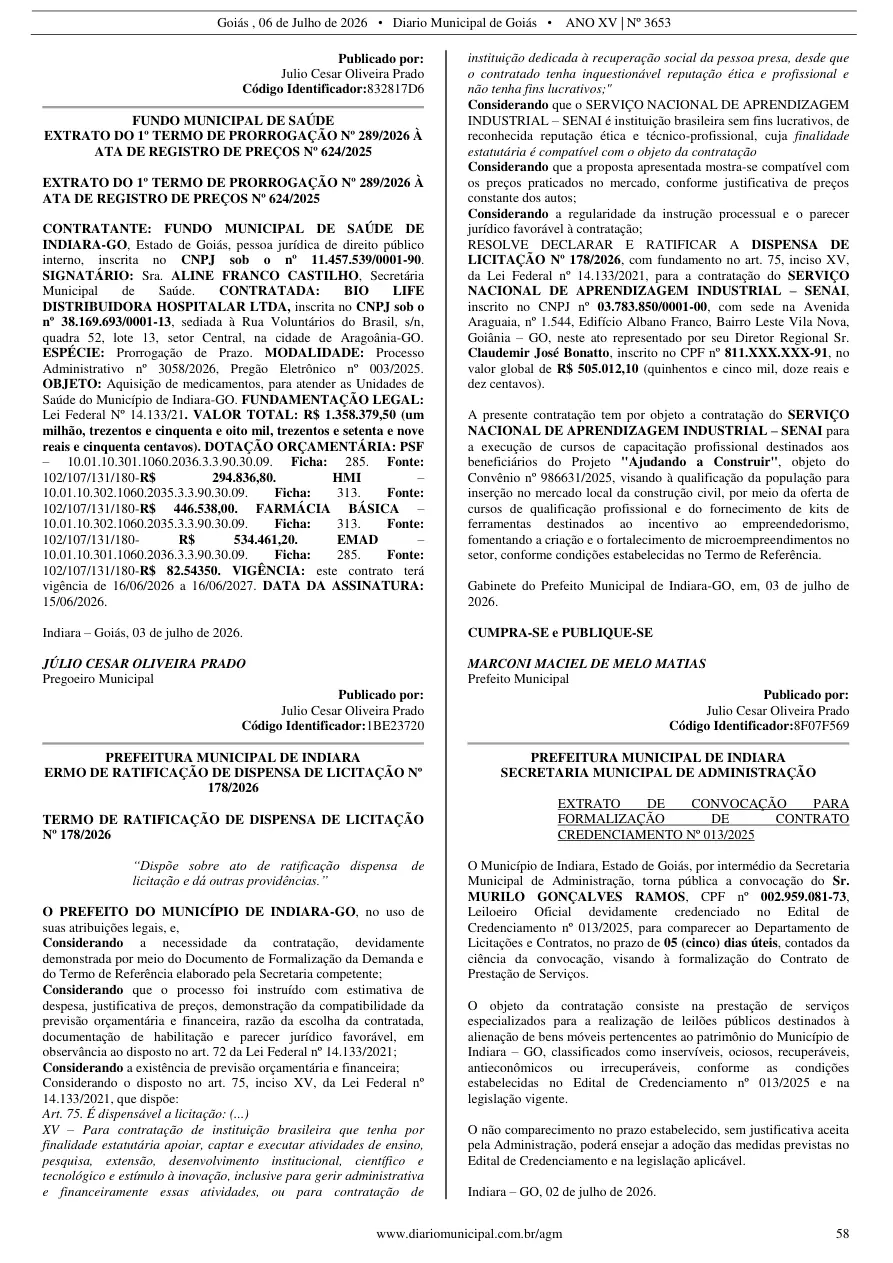 Goiás , 06 de Julho de 2026 • Diario Municipal de Goiás • ANO XV | Nº 3653
Publicado por:
Julio Cesar Oliveira Prado
Código Identificador:832817D6
FUNDO MUNICIPAL DE SAÚDE
EXTRATO DO 1º TERMO DE PRORROGAÇÃO Nº 289/2026 À
ATA DE REGISTRO DE PREÇOS Nº 624/2025
EXTRATO DO 1º TERMO DE PRORROGAÇÃO Nº 289/2026 À
ATA DE REGISTRO DE PREÇOS Nº 624/2025
CONTRATANTE: FUNDO MUNICIPAL DE SAÚDE DE
INDIARA-GO, Estado de Goiás, pessoa jurídica de direito público
interno, inscrita no CNPJ sob o nº 11.457.539/0001-90.
SIGNATÁRIO: Sra. ALINE FRANCO CASTILHO, Secretária
Municipal de Saúde. CONTRATADA: BIO LIFE
DISTRIBUIDORA HOSPITALAR LTDA, inscrita no CNPJ sob o
nº 38.169.693/0001-13, sediada à Rua Voluntários do Brasil, s/n,
quadra 52, lote 13, setor Central, na cidade de Aragoânia-GO.
ESPÉCIE: Prorrogação de Prazo. MODALIDADE: Processo
Administrativo nº 3058/2026, Pregão Eletrônico nº 003/2025.
OBJETO: Aquisição de medicamentos, para atender as Unidades de
Saúde do Município de Indiara-GO. FUNDAMENTAÇÃO LEGAL:
Lei Federal Nº 14.133/21. VALOR TOTAL: R$ 1.358.379,50 (um
milhão, trezentos e cinquenta e oito mil, trezentos e setenta e nove
reais e cinquenta centavos). DOTAÇÃO ORÇAMENTÁRIA: PSF
– 10.01.10.301.1060.2036.3.3.90.30.09. Ficha: 285. Fonte:
102/107/131/180-R$ 294.836,80. HMI –
10.01.10.302.1060.2035.3.3.90.30.09. Ficha: 313. Fonte:
102/107/131/180-R$ 446.538,00. FARMÁCIA BÁSICA –
10.01.10.302.1060.2035.3.3.90.30.09. Ficha: 313. Fonte:
102/107/131/180- R$ 534.461,20. EMAD –
10.01.10.301.1060.2036.3.3.90.30.09. Ficha: 285. Fonte:
102/107/131/180-R$ 82.54350. VIGÊNCIA: este contrato terá
vigência de 16/06/2026 a 16/06/2027. DATA DA ASSINATURA:
15/06/2026.
Indiara – Goiás, 03 de julho de 2026.
JÚLIO CESAR OLIVEIRA PRADO
Pregoeiro Municipal
Publicado por:
Julio Cesar Oliveira Prado
Código Identificador:1BE23720
PREFEITURA MUNICIPAL DE INDIARA
ERMO DE RATIFICAÇÃO DE DISPENSA DE LICITAÇÃO Nº
178/2026
TERMO DE RATIFICAÇÃO DE DISPENSA DE LICITAÇÃO
Nº 178/2026
“Dispõe sobre ato de ratificação dispensa de
licitação e dá outras providências.”
O PREFEITO DO MUNICÍPIO DE INDIARA-GO, no uso de
suas atribuições legais, e,
Considerando a necessidade da contratação, devidamente
demonstrada por meio do Documento de Formalização da Demanda e
do Termo de Referência elaborado pela Secretaria competente;
Considerando que o processo foi instruído com estimativa de
despesa, justificativa de preços, demonstração da compatibilidade da
previsão orçamentária e financeira, razão da escolha da contratada,
documentação de habilitação e parecer jurídico favorável, em
observância ao disposto no art. 72 da Lei Federal nº 14.133/2021;
Considerando a existência de previsão orçamentária e financeira;
Considerando o disposto no art. 75, inciso XV, da Lei Federal nº
14.133/2021, que dispõe:
Art. 75. É dispensável a licitação: (...)
XV – Para contratação de instituição brasileira que tenha por
finalidade estatutária apoiar, captar e executar atividades de ensino,
pesquisa, extensão, desenvolvimento institucional, científico e
tecnológico e estímulo à inovação, inclusive para gerir administrativa
e financeiramente essas atividades, ou para contratação de
instituição dedicada à recuperação social da pessoa presa, desde que
o contratado tenha inquestionável reputação ética e profissional e
não tenha fins lucrativos;"
Considerando que o SERVIÇO NACIONAL DE APRENDIZAGEM
INDUSTRIAL – SENAI é instituição brasileira sem fins lucrativos, de
reconhecida reputação ética e técnico-profissional, cuja finalidade
estatutária é compatível com o objeto da contratação
Considerando que a proposta apresentada mostra-se compatível com
os preços praticados no mercado, conforme justificativa de preços
constante dos autos;
Considerando a regularidade da instrução processual e o parecer
jurídico favorável à contratação;
RESOLVE DECLARAR E RATIFICAR A DISPENSA DE
LICITAÇÃO Nº 178/2026, com fundamento no art. 75, inciso XV,
da Lei Federal nº 14.133/2021, para a contratação do SERVIÇO
NACIONAL DE APRENDIZAGEM INDUSTRIAL – SENAI,
inscrito no CNPJ nº 03.783.850/0001-00, com sede na Avenida
Araguaia, nº 1.544, Edifício Albano Franco, Bairro Leste Vila Nova,
Goiânia – GO, neste ato representado por seu Diretor Regional Sr.
Claudemir José Bonatto, inscrito no CPF nº 811.XXX.XXX-91, no
valor global de R$ 505.012,10 (quinhentos e cinco mil, doze reais e
dez centavos).
A presente contratação tem por objeto a contratação do SERVIÇO
NACIONAL DE APRENDIZAGEM INDUSTRIAL – SENAI para
a execução de cursos de capacitação profissional destinados aos
beneficiários do Projeto "Ajudando a Construir", objeto do
Convênio nº 986631/2025, visando à qualificação da população para
inserção no mercado local da construção civil, por meio da oferta de
cursos de qualificação profissional e do fornecimento de kits de
ferramentas destinados ao incentivo ao empreendedorismo,
fomentando a criação e o fortalecimento de microempreendimentos no
setor, conforme condições estabelecidas no Termo de Referência.
Gabinete do Prefeito Municipal de Indiara-GO, em, 03 de julho de
2026.
CUMPRA-SE e PUBLIQUE-SE
MARCONI MACIEL DE MELO MATIAS
Prefeito Municipal
Publicado por:
Julio Cesar Oliveira Prado
Código Identificador:8F07F569
PREFEITURA MUNICIPAL DE INDIARA
SECRETARIA MUNICIPAL DE ADMINISTRAÇÃO
EXTRATO DE CONVOCAÇÃO PARA
FORMALIZAÇÃO DE CONTRATO
CREDENCIAMENTO Nº 013/2025
O Município de Indiara, Estado de Goiás, por intermédio da Secretaria
Municipal de Administração, torna pública a convocação do Sr.
MURILO GONÇALVES RAMOS, CPF nº 002.959.081-73,
Leiloeiro Oficial devidamente credenciado no Edital de
Credenciamento nº 013/2025, para comparecer ao Departamento de
Licitações e Contratos, no prazo de 05 (cinco) dias úteis, contados da
ciência da convocação, visando à formalização do Contrato de
Prestação de Serviços.
O objeto da contratação consiste na prestação de serviços
especializados para a realização de leilões públicos destinados à
alienação de bens móveis pertencentes ao patrimônio do Município de
Indiara – GO, classificados como inservíveis, ociosos, recuperáveis,
antieconômicos ou irrecuperáveis, conforme as condições
estabelecidas no Edital de Credenciamento nº 013/2025 e na
legislação vigente.
O não comparecimento no prazo estabelecido, sem justificativa aceita
pela Administração, poderá ensejar a adoção das medidas previstas no
Edital de Credenciamento e na legislação aplicável.
Indiara – GO, 02 de julho de 2026.
www.diariomunicipal.com.br/agm 58